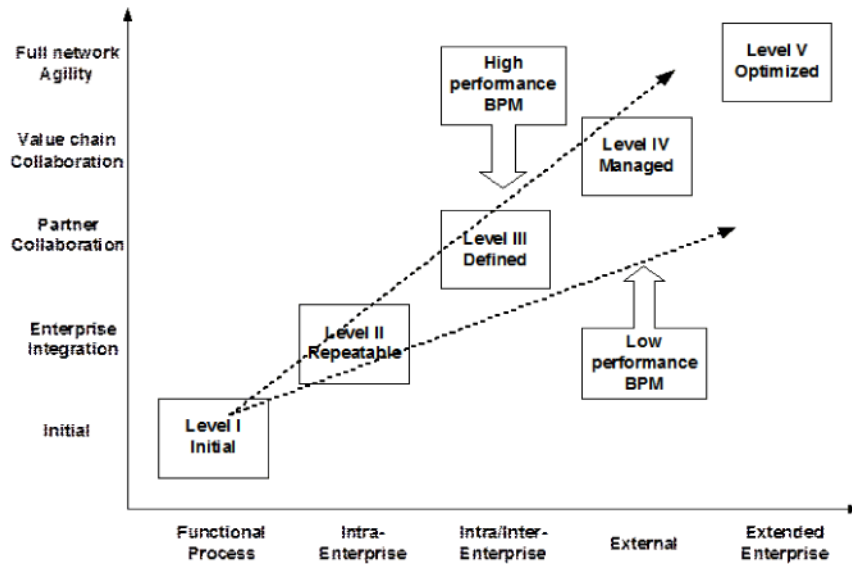 Full network
Agility
High
performance
BPM
Level V
Optimized
Value chain
Collaboration
Level IV
Managed
Partner
Collaboration
Level III
Defined
Enterprise
Integration
Level II
Repeatable
Low
performance
BPM
Initial
Level I
Initial
Functional
Process
Intra-
Enterprise
Intra/Inter-
Enterprise
External
Extended
Enterprise